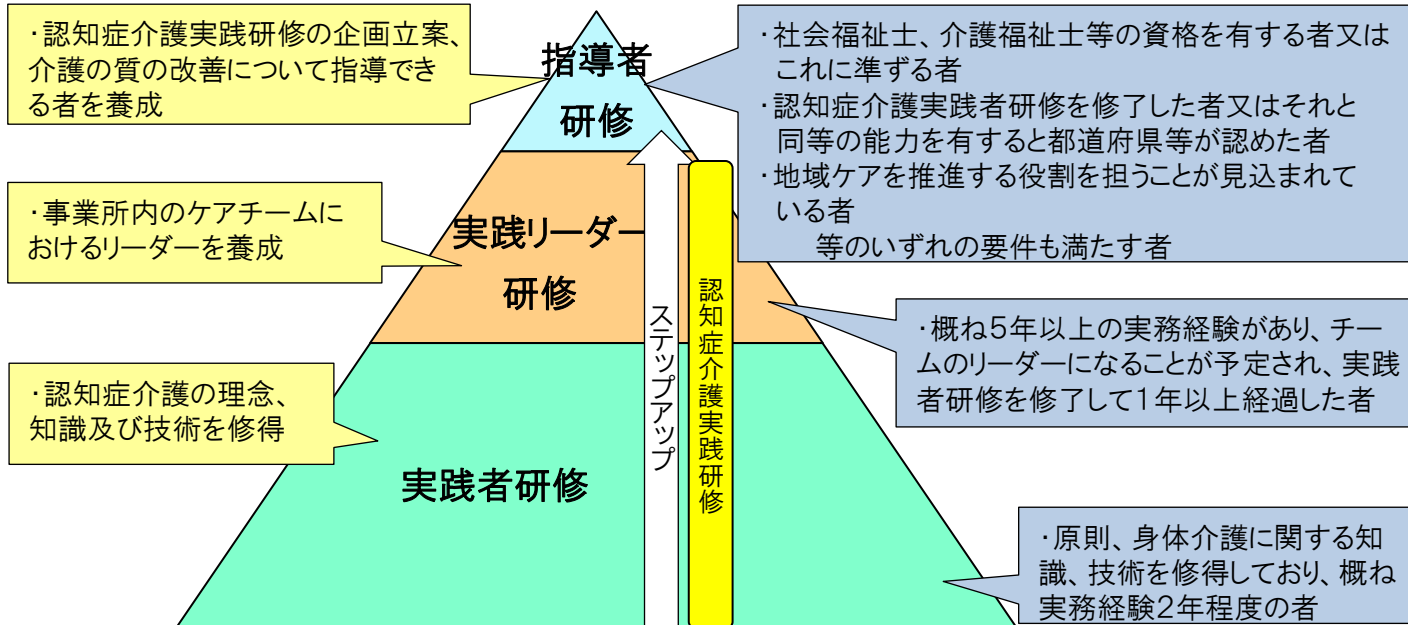 ・認知症介護実践研修の企画立案、
介護の質の改善について指導でき
る者を養成
指導者
研修
・社会福祉士、介護福祉士等の資格を有する者又は
これに準ずる者
・認知症介護実践者研修を修了した者又はそれと
同等の能力を有すると都道府県等が認めた者
・地域ケアを推進する役割を担うことが見込まれて
いる者
等のいずれの要件も満たす者
・事業所内のケアチームに
おけるリーダーを養成
実践リーダー
研修
・概ね5年以上の実務経験があり、チー
ムのリーダーになることが予定され、実践
者研修を修了して1年以上経過した者
ステップアップ
認知症介護実践研修
・認知症介護の理念、
知識及び技術を修得
実践者研修
・原則、身体介護に関する知
識、技術を修得しており、概ね
実務経験2年程度の者